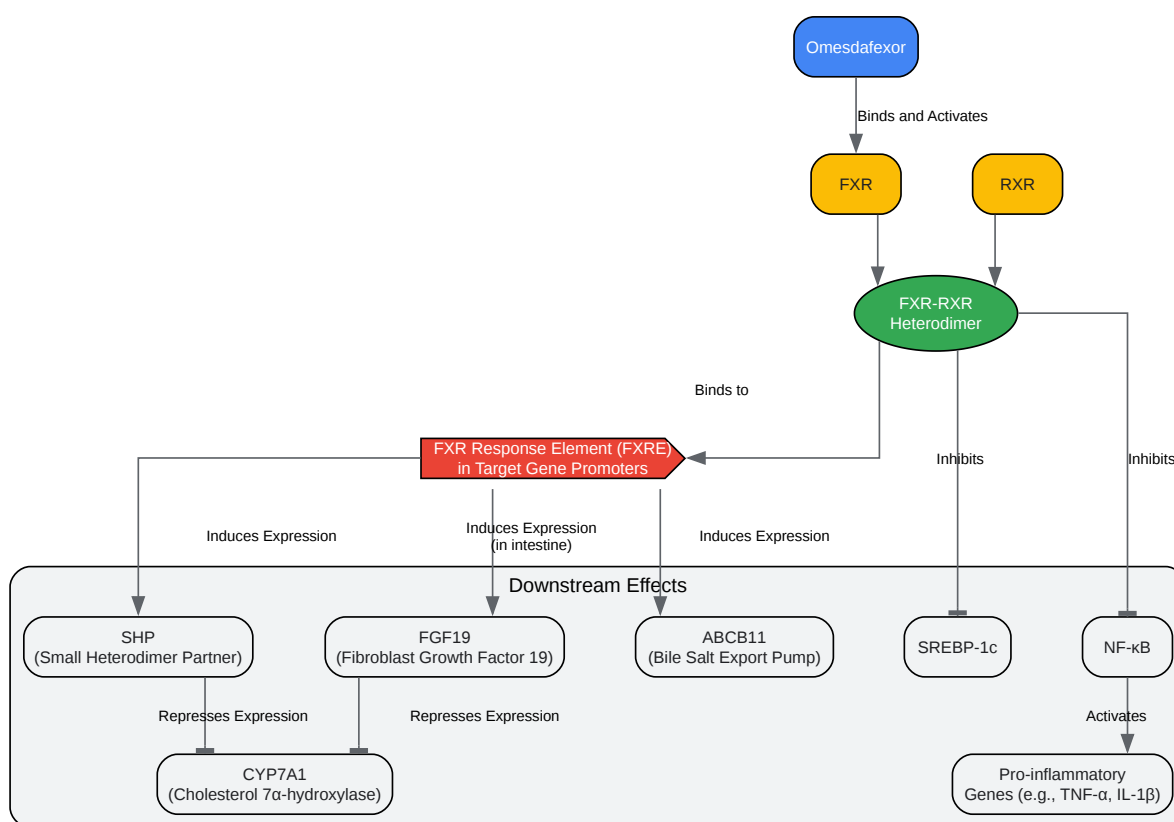 Omesdafexor
Binds and Activates
FXR
RXR
FXR-RXR
Heterodimer
Binds to
FXR Response Element (FXRE)
in Target Gene Promoters
Inhibits
Inhibits
Induces Expression
Induces Expression
(in intestine)
Induces Expression
Downstream Effects
SHP
(Small Heterodimer Partner)
FGF19
(Fibroblast Growth Factor 19)
ABCB11
(Bile Salt Export Pump)
SREBP-1c
NF-κB
Represses Expression
Represses Expression
Activates
CYP7A1
(Cholesterol 7α-hydroxylase)
Pro-inflammatory
Genes (e.g., TNF-α, IL-1β)